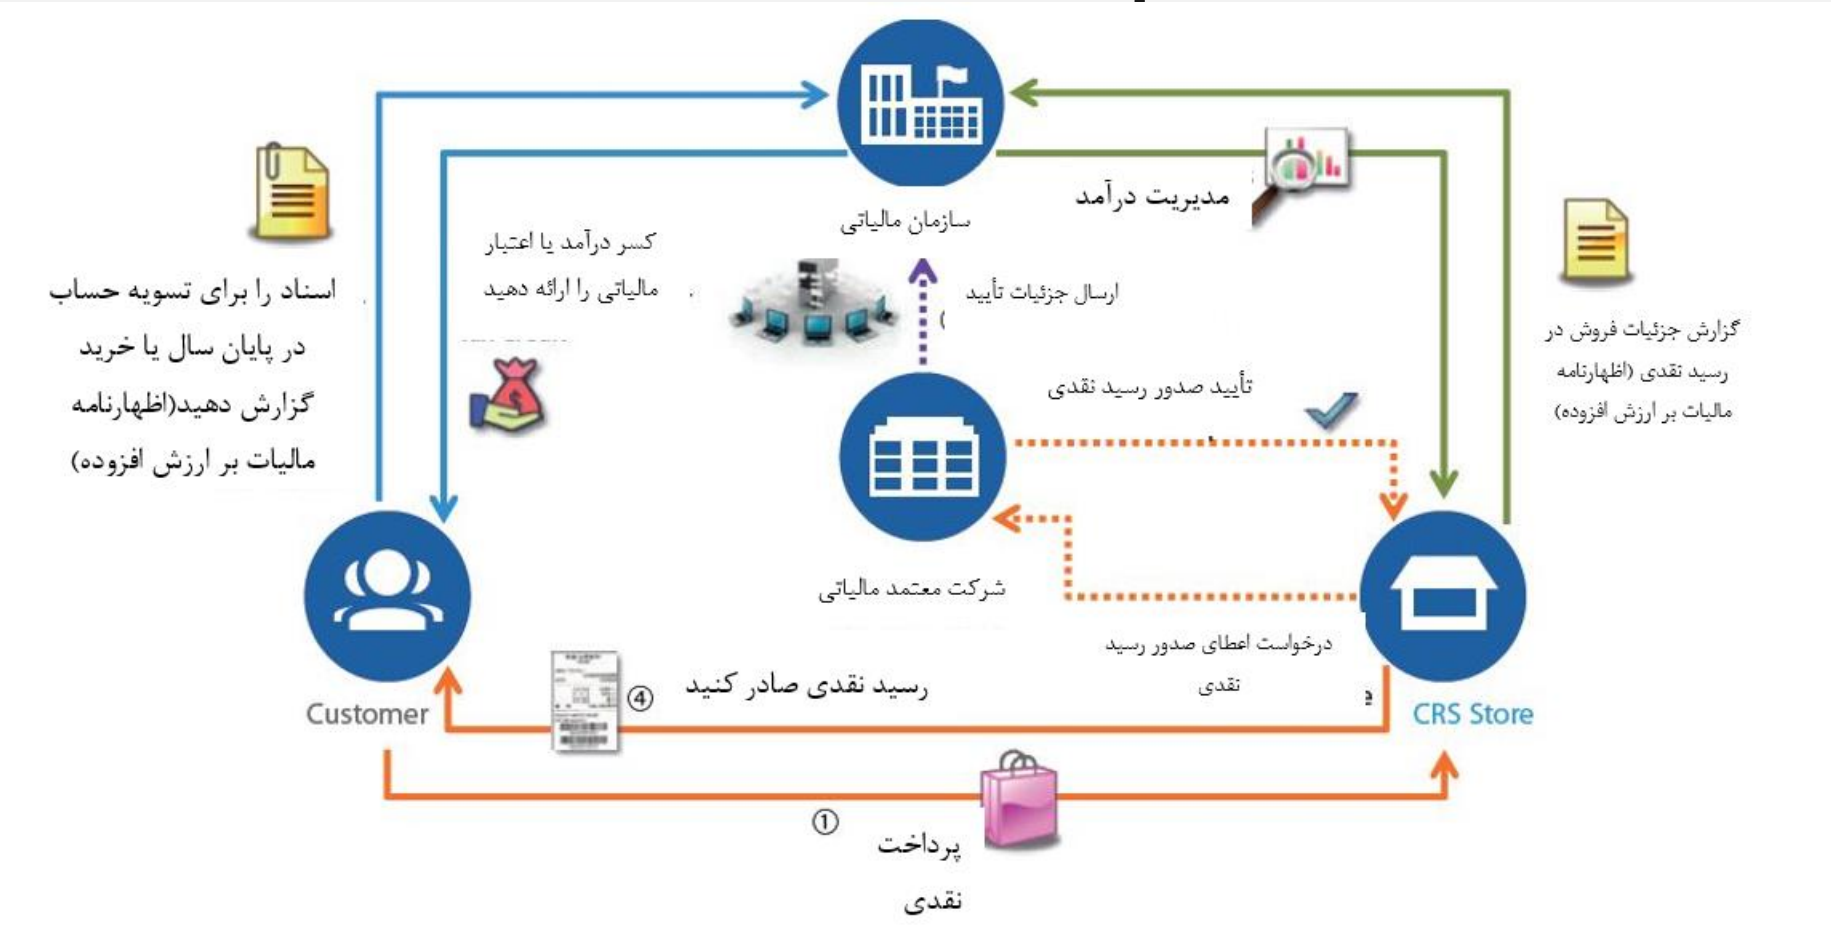 سازمان مالیاتی
مدیریت درآمد
کسر درآمد یا اعتبار
مالیاتی را ارائه دهید
اسناد را برای تسویه حساب
در پایان سال یا خرید
گزارش دهید(اظهارنامه
مالیات بر ارزش افزوده)
ارسال جزئیات تأیید
گزارش جزئیات فروش در
رسید نقدی (اظهارنامه
مالیات بر ارزش افزوده)
تأیید صدور رسید نقدی
شرکت معتمد مالیاتی
درخواست اعطای صدور رسید
نقدی
Customer
CRS Store
④ رسید نقدی صادر کنید
①
پرداخت
نقدی